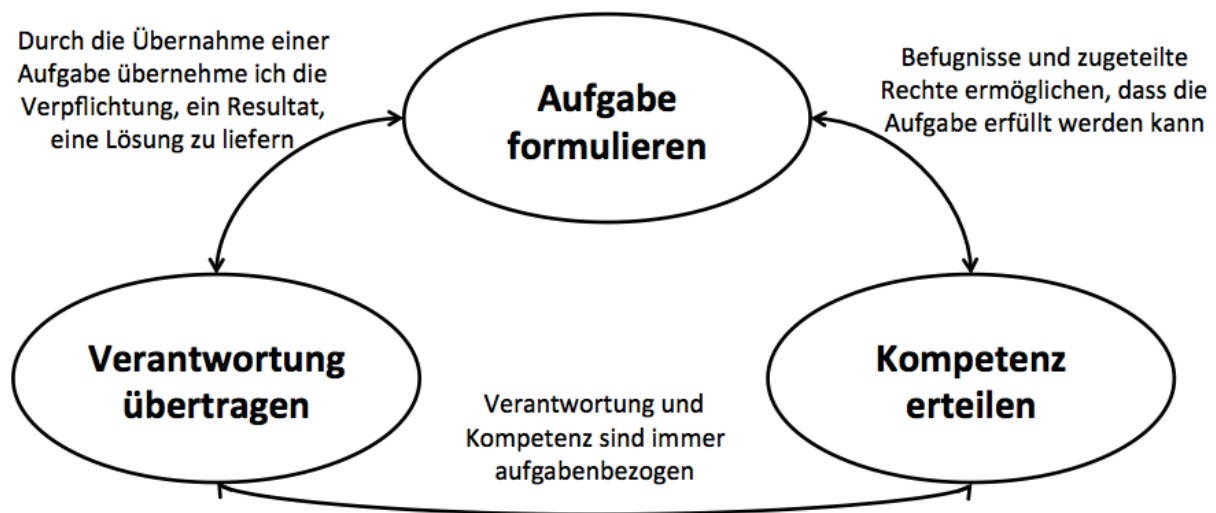 Durch die Übernahme einer
Aufgabe übernehme ich die
Verpflichtung, ein Resultat,
eine Lösung zu liefern
Aufgabe
formulieren
Befugnisse und zugeteilte
Rechte ermöglichen, dass die
Aufgabe erfüllt werden kann
Verantwortung
übertragen
Verantwortung und
Kompetenz sind immer
aufgabenbezogen
Kompetenz
erteilen